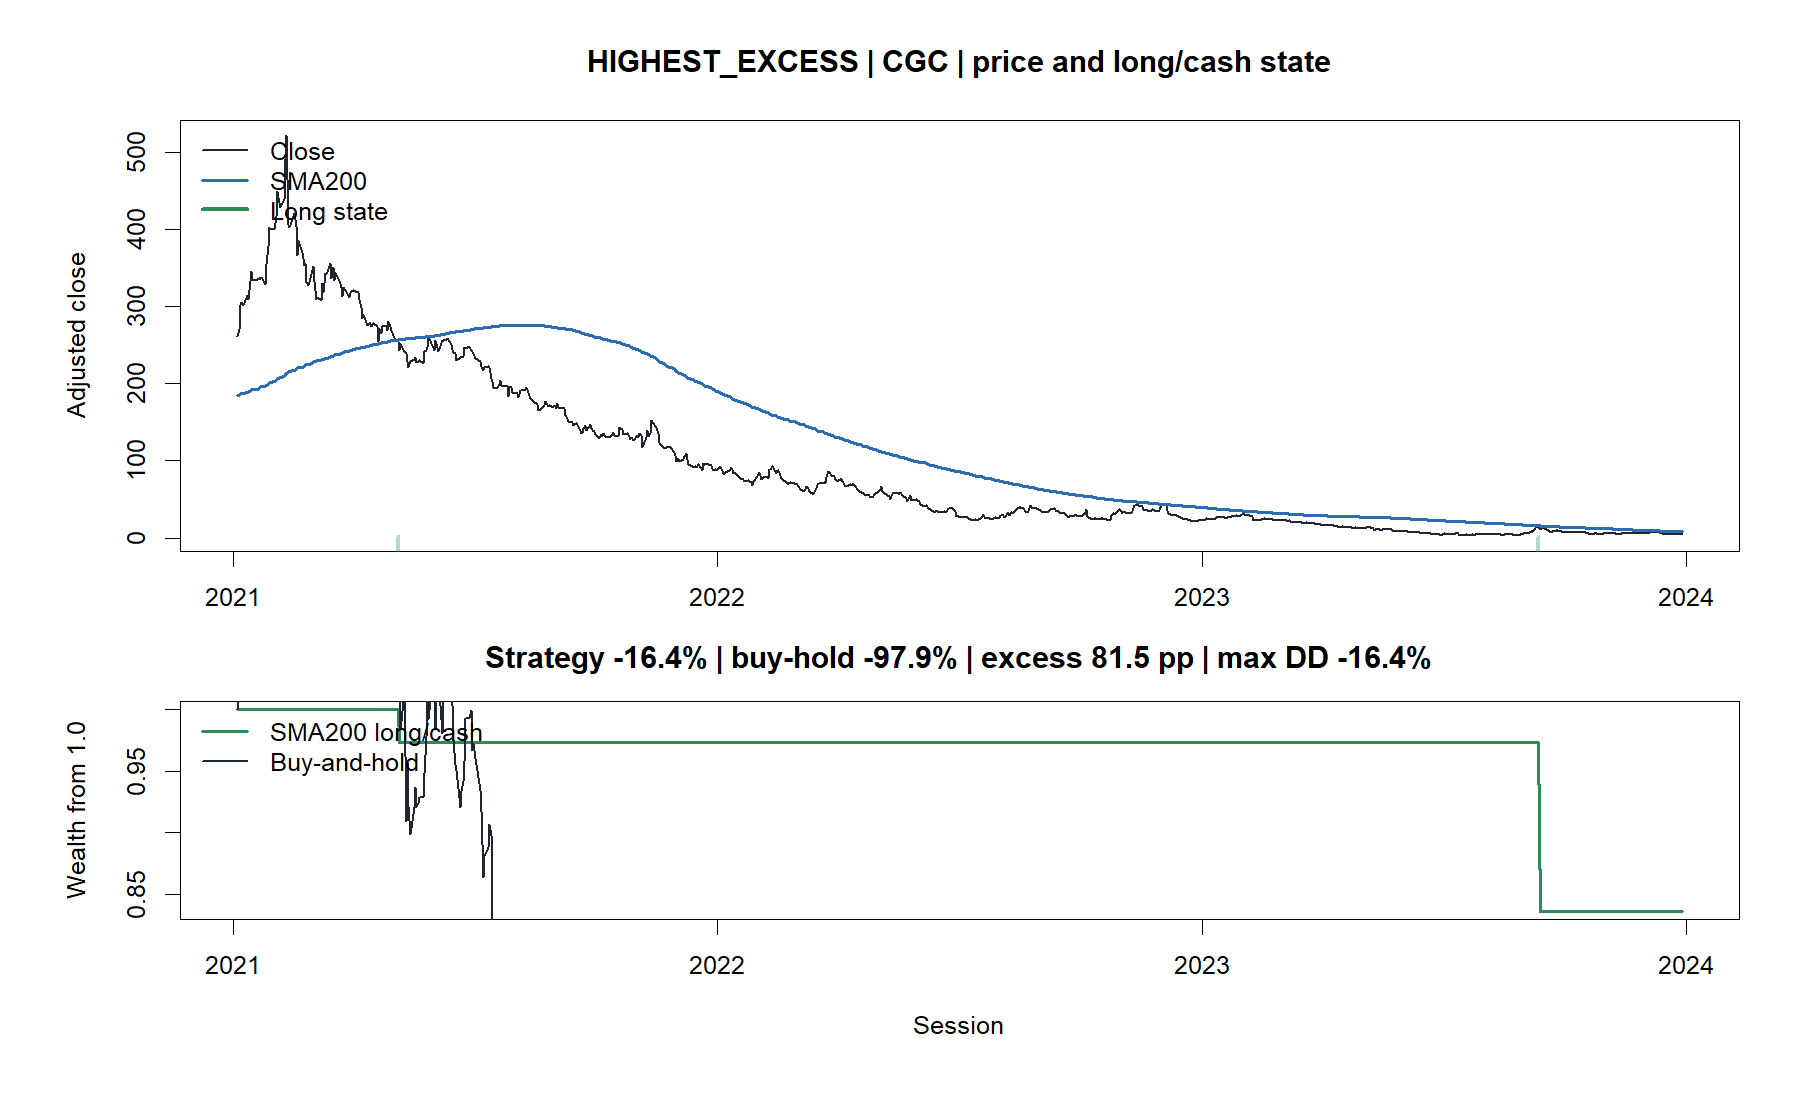 HIGHEST_EXCESS | CGC | price and long/cash state
Adjusted close
500
400
300
200
100
0
Close
SMA200
Long state
2021
2022
2023
2024
Strategy -16.4% | buy-hold -97.9% | excess 81.5 pp | max DD -16.4%
Wealth from 1.0
0.95
0.85
SMA200 long/cash
Buy-and-hold
2021
2022
2023
2024
Session